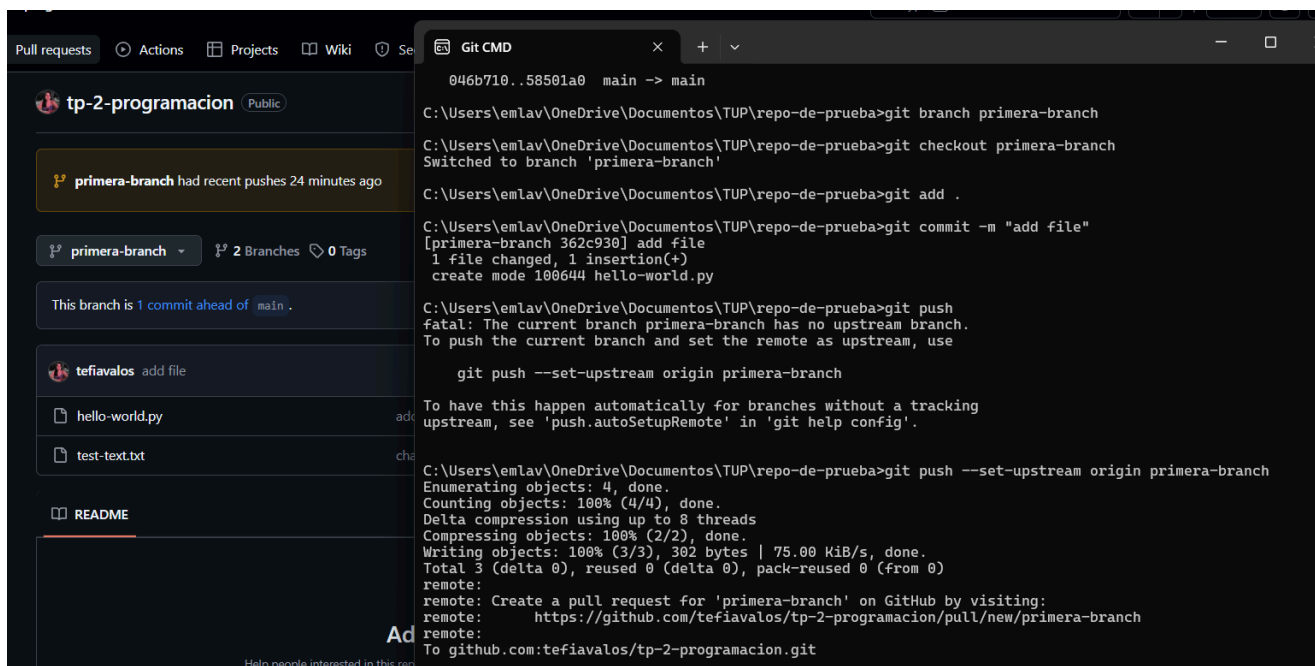 Pull requests Actions Projects Wiki Se
tp-2-programacion Public
primera-branch had recent pushes 24 minutes ago
primera-branch 2 Branches 0 Tags
This branch is 1 commit ahead of main .
tefiavalos add file
hello-world.py add
test-text.txt cha
README
Ad
Help people interested in this rep
Git CMD
046b710..58501a0 main -> main
C:\Users\emlav\OneDrive\Documentos\TUP\repo-de-prueba>git branch primera-branch
C:\Users\emlav\OneDrive\Documentos\TUP\repo-de-prueba>git checkout primera-branch
Switched to branch 'primera-branch'
C:\Users\emlav\OneDrive\Documentos\TUP\repo-de-prueba>git add .
C:\Users\emlav\OneDrive\Documentos\TUP\repo-de-prueba>git commit -m "add file"
[primera-branch 362c930] add file
1 file changed, 1 insertion(+)
create mode 100644 hello-world.py
C:\Users\emlav\OneDrive\Documentos\TUP\repo-de-prueba>git push
fatal: The current branch primera-branch has no upstream branch.
To push the current branch and set the remote as upstream, use
git push --set-upstream origin primera-branch
To have this happen automatically for branches without a tracking
upstream, see 'push.autoSetupRemote' in 'git help config'.
C:\Users\emlav\OneDrive\Documentos\TUP\repo-de-prueba>git push --set-upstream origin primera-branch
Enumerating objects: 4, done.
Counting objects: 100% (4/4), done.
Delta compression using up to 8 threads
Compressing objects: 100% (2/2), done.
Writing objects: 100% (3/3), 302 bytes | 75.00 KiB/s, done.
Total 3 (delta 0), reused 0 (delta 0), pack-reused 0 (from 0)
remote:
remote: Create a pull request for 'primera-branch' on GitHub by visiting:
remote: https://github.com/tefiavalos/tp-2-programacion/pull/new/primera-branch
remote:
To github.com:tefiavalos/tp-2-programacion.git